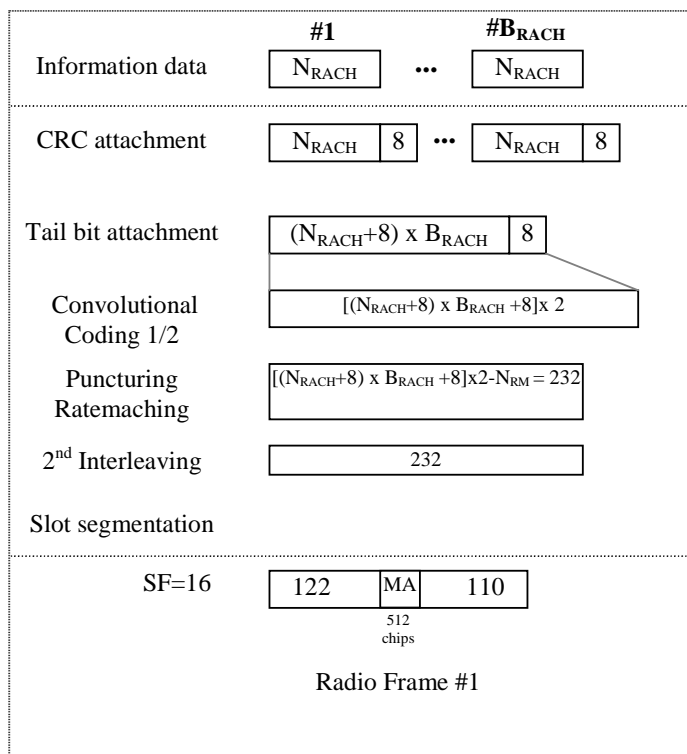 #1 #B_RACH
Information data N_RACH ••• N_RACH
CRC attachment N_RACH 8 ••• N_RACH 8
Tail bit attachment (N_RACH+8) x B_RACH 8
Convolutional
Coding 1/2
[(N_RACH+8) x B_RACH +8]x 2
Puncturing
Ratemaching
[(N_RACH+8) x B_RACH +8]x2-N_RM = 232
2nd Interleaving 232
Slot segmentation
SF=16 122 MA 110
512
chips
Radio Frame #1